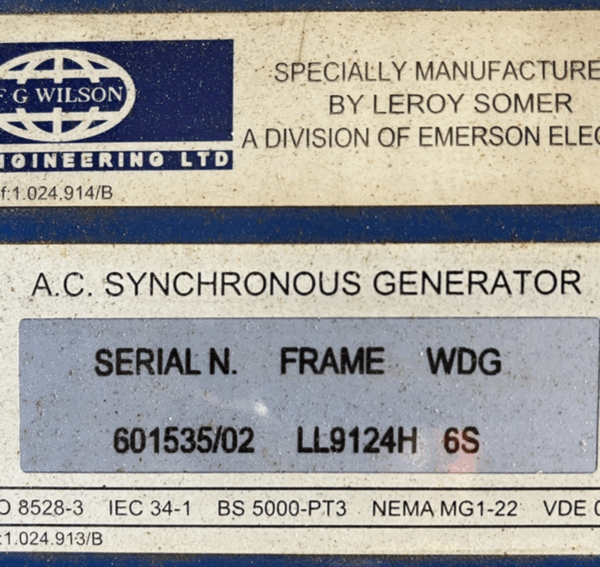 F G WILSON
NGINEERING LTD
f:1.024.914/B
SPECIALLY MANUFACTURE
BY LEROY SOMER
A DIVISION OF EMERSON ELEC
A.C. SYNCHRONOUS GENERATOR
SERIAL N. FRAME WDG
601535/02 LL9124H 6S
O 8528-3 IEC 34-1 BS 5000-PT3 NEMA MG1-22 VDE 0
:1.024.913/B